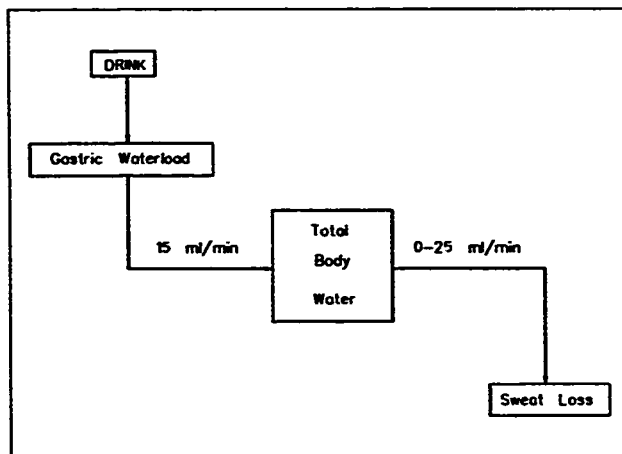 DRINK
Gastric Waterload
15 ml/min
Total
Body
Water
0-25 ml/min
Sweat Loss